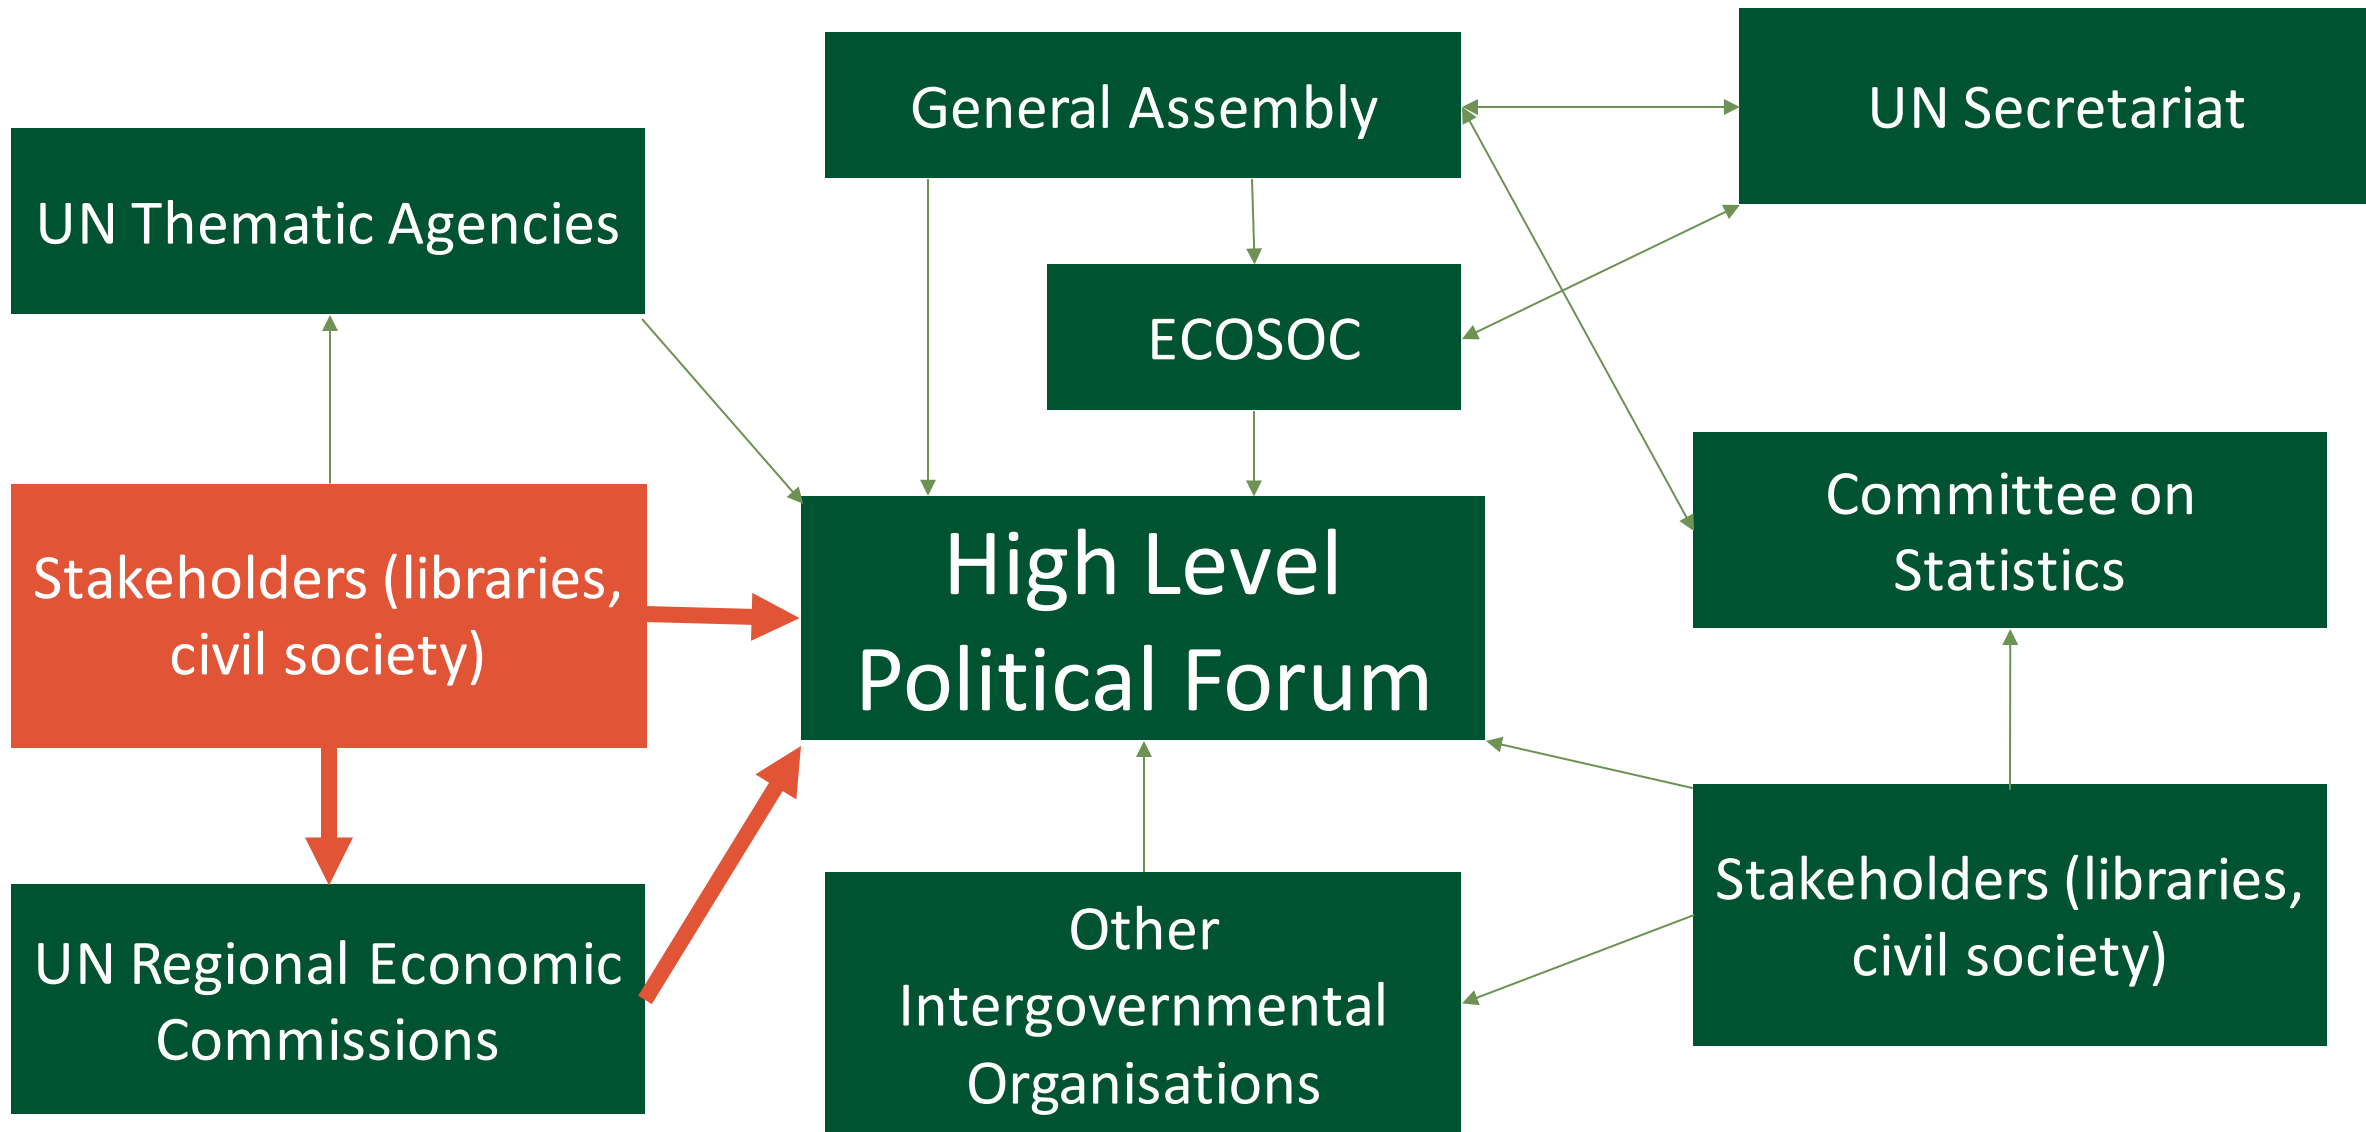 General Assembly
UN Secretariat
UN Thematic Agencies
ECOSOC
Stakeholders (libraries,
civil society)
High Level
Political Forum
Committee on
Statistics
UN Regional Economic
Commissions
Other
Intergovernmental
Organisations
Stakeholders (libraries,
civil society)